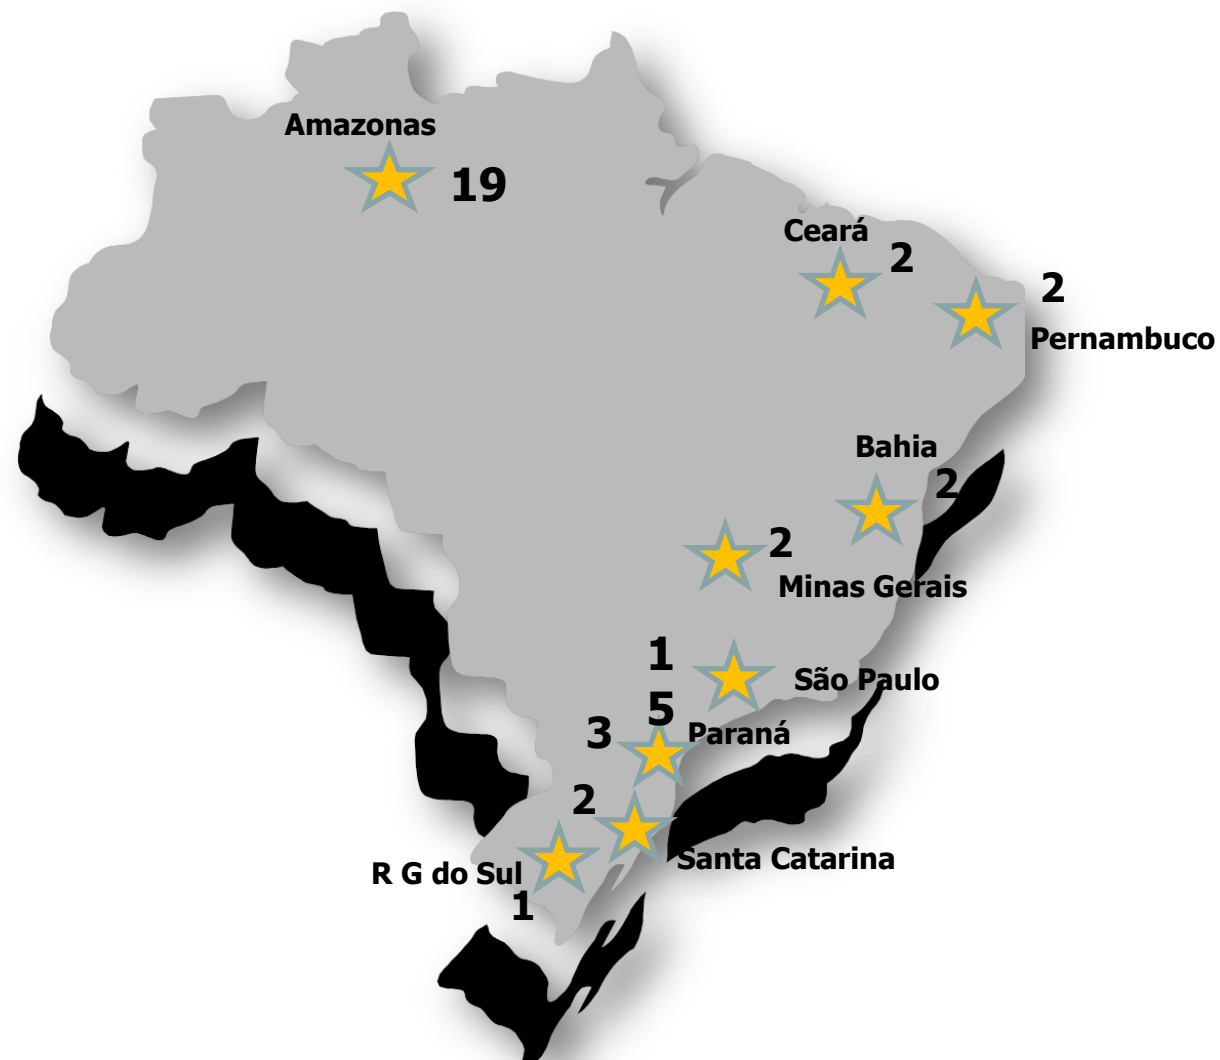 Amazonas
19
Ceará
2
2
Pernambuco
Bahia
2
2
Minas Gerais
1
5
São Paulo
3
Paraná
2
Santa Catarina
R G do Sul
1